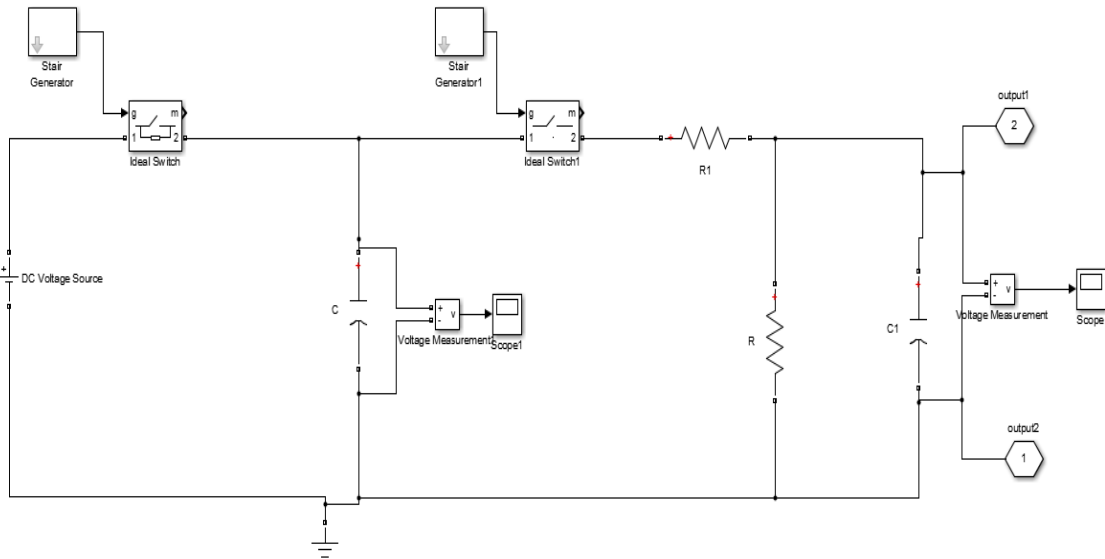 Stair
Generator
Stair
Generator1
output1
2
g
m
1
2
Ideal Switch
g
m
1
2
Ideal Switch1
+
R1
+
DC Voltage Source
+
C
+
-
v
Voltage Measurement
Scope1
+
R
+
C1
+
-
v
Voltage Measurement
Scope
output2
1